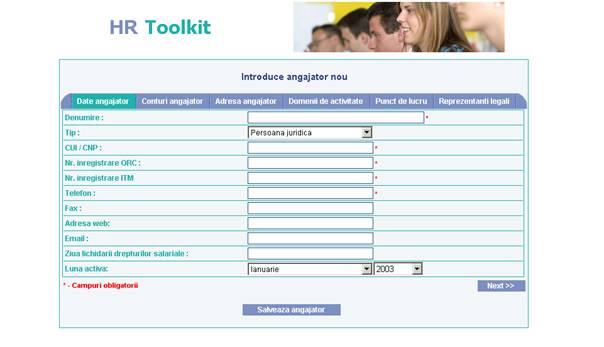 HR Toolkit
Introduce angajator nou
Date angajator Conturi angajator Adresa angajator Domenii de activitate Punct de lucru Reprezentanti legali
Denumire : *
Tip : Persoana juridica
CUI / CNP : *
Nr. inregistrare ORC : *
Nr. inregistrare ITM *
Telefon : *
Fax :
Adresa web:
Email :
Ziua lichidarii drepturilor salariale :
Luna activa: Ianuarie 2003
* - Campuri obligatorii Next >>
Salveaza angajator